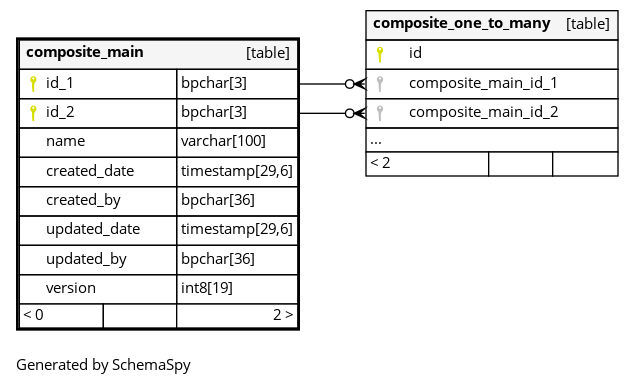 composite_main [table]
id_1 bpchar[3]
id_2 bpchar[3]
name varchar[100]
created_date timestamp[29,6]
created_by bpchar[36]
updated_date timestamp[29,6]
updated_by bpchar[36]
version int8[19]
< 0 2 >
composite_one_to_many [table]
id
composite_main_id_1
composite_main_id_2
...
< 2
Generated by SchemaSpy